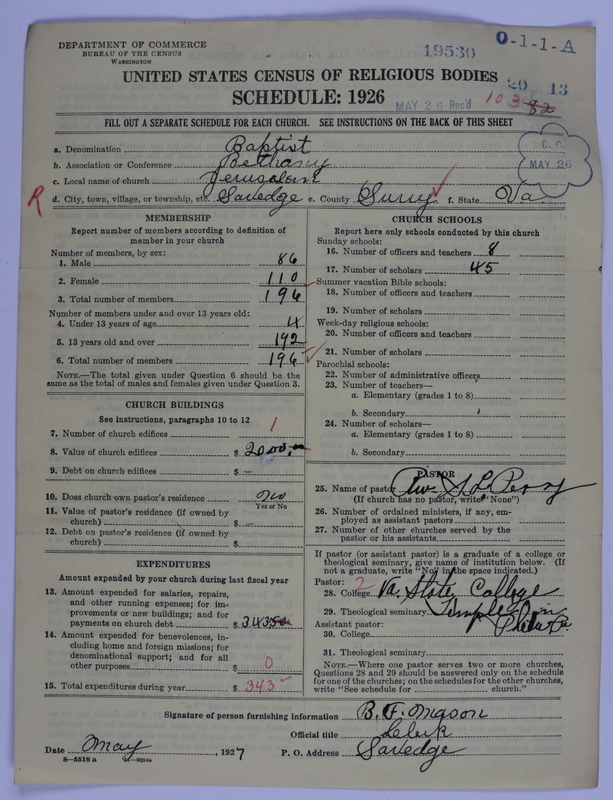 DEPARTMENT OF COMMERCE
BUREAU OF THE CENSUS
WASHINGTON
19530
O-1-1-A
UNITED STATES CENSUS OF RELIGIOUS BODIES
20 13
SCHEDULE: 1926
MAY 26 Rec'd
103 82
FILL OUT A SEPARATE SCHEDULE FOR EACH CHURCH. SEE INSTRUCTIONS ON THE BACK OF THIS SHEET
C. C.
MAY 26
a. Denomination Baptist
b. Association or Conference Bethany
c. Local name of church Jerusalem
R d. City, town, village, or township, etc. Savedge e. County Surry f. State Va
MEMBERSHIP
Report number of members according to definition of member in your church
Number of members, by sex:
1. Male 86
2. Female 110
3. Total number of members 196
Number of members under and over 13 years old:
4. Under 13 years of age 4
5. 13 years old and over 192
6. Total number of members 196
NOTE.—The total given under Question 6 should be the same as the total of males and females given under Question 3.
CHURCH BUILDINGS
See instructions, paragraphs 10 to 12
7. Number of church edifices 1
8. Value of church edifices $ 2000.00
9. Debt on church edifices $ —
10. Does church own pastor's residence no
Yes or No
11. Value of pastor's residence (if owned by church) $
12. Debt on pastor's residence (if owned by church) $
EXPENDITURES
Amount expended by your church during last fiscal year
13. Amount expended for salaries, repairs, and other running expenses; for improvements or new buildings; and for payments on church debt $ 343
14. Amount expended for benevolences, including home and foreign missions; for denominational support; and for all other purposes $ 0
15. Total expenditures during year $ 343
CHURCH SCHOOLS
Report here only schools conducted by this church
Sunday schools:
16. Number of officers and teachers 8
17. Number of scholars 45
Summer vacation Bible schools:
18. Number of officers and teachers
19. Number of scholars
Week-day religious schools:
20. Number of officers and teachers
21. Number of scholars
Parochial schools:
22. Number of administrative officers
23. Number of teachers—
a. Elementary (grades 1 to 8)
b. Secondary
24. Number of scholars—
a. Elementary (grades 1 to 8)
b. Secondary
PASTOR
25. Name of pastor Perry
(If church has no pastor, write "None")
26. Number of ordained ministers, if any, employed as assistant pastors
27. Number of other churches served by the pastor or his assistants
If pastor (or assistant pastor) is a graduate of a college or theological seminary, give name of institution below. (If not a graduate, write "No" in the space indicated.)
Pastor: 2
28. College Va. State College
29. Theological seminary Temple
Phila Pa.
Assistant pastor:
30. College
31. Theological seminary
NOTE.—Where one pastor serves two or more churches, Questions 28 and 29 should be answered only on the schedule for one of the churches; on the schedules for the other churches, write "See schedule for church."
Signature of person furnishing information B. F. Mason
Official title Clerk
Date May, 1927 P. O. Address Savedge
8—5518 a